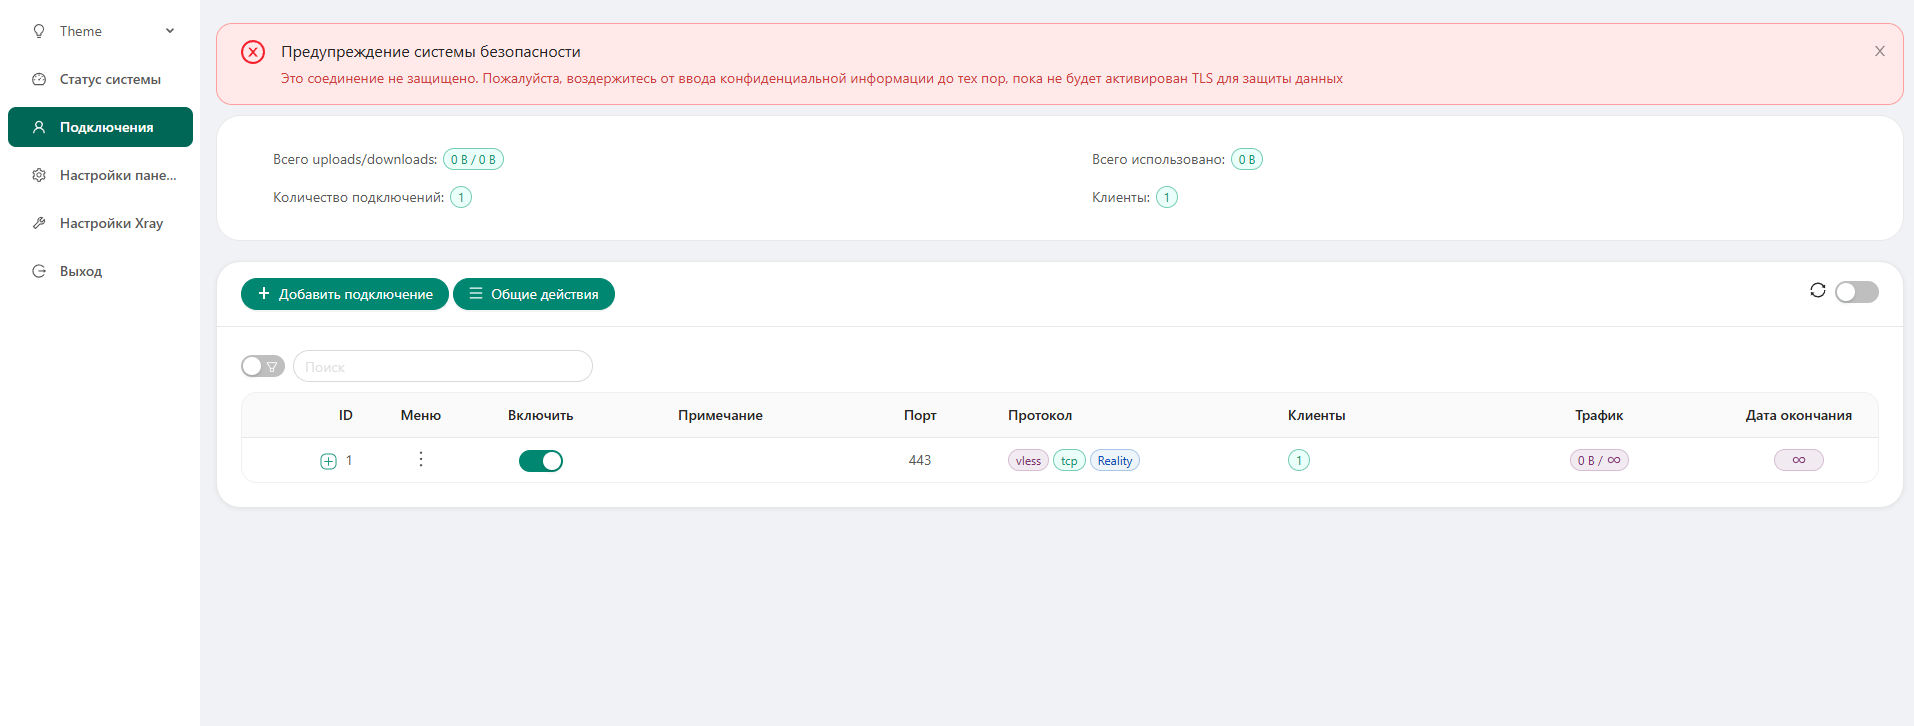 Theme
Статус системы
Подключения
Настройки пане...
Настройки Xray
Выход
Предупреждение системы безопасности
Это соединение не защищено. Пожалуйста, воздержитесь от ввода конфиденциальной информации до тех пор, пока не будет активирован TLS для защиты данных
Всего uploads/downloads: 0 B / 0 B
Всего использовано: 0 B
Количество подключений: 1
Клиенты: 1
Добавить подключение
Общие действия
Поиск
ID Меню Включить Примечание Порт Протокол Клиенты Трафик Дата окончания
1 443 vless tcp Reality 1 0 B / ∞ ∞